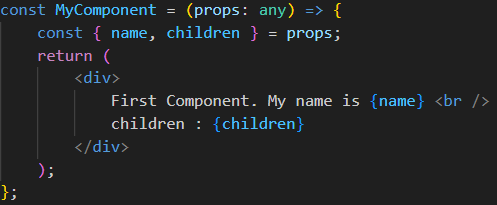 const MyComponent = (props: any) => {
    const { name, children } = props;
    return (
        <div>
            First Component. My name is {name} <br />
            children : {children}
        </div>
    );
};